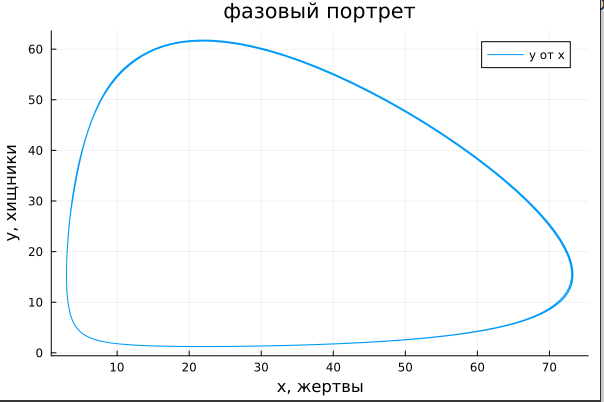 фазовый портрет
y от x
y, хищники
60
50
40
30
20
10
0
10 20 30 40 50 60 70
x, жертвы